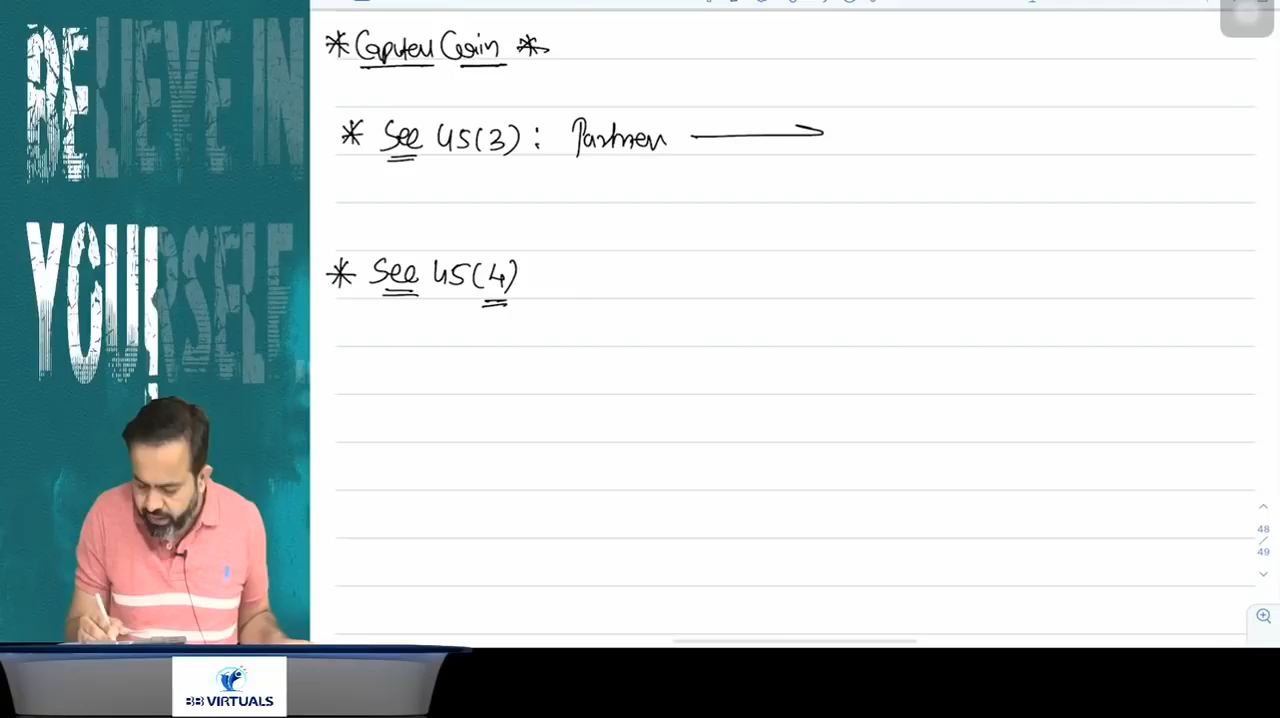 BELIEVE IN
YOURSELF!
* Capital Gain *
* Sec 45(3) : Partner →
* Sec 45(4)
48
/
49
BB VIRTUALS